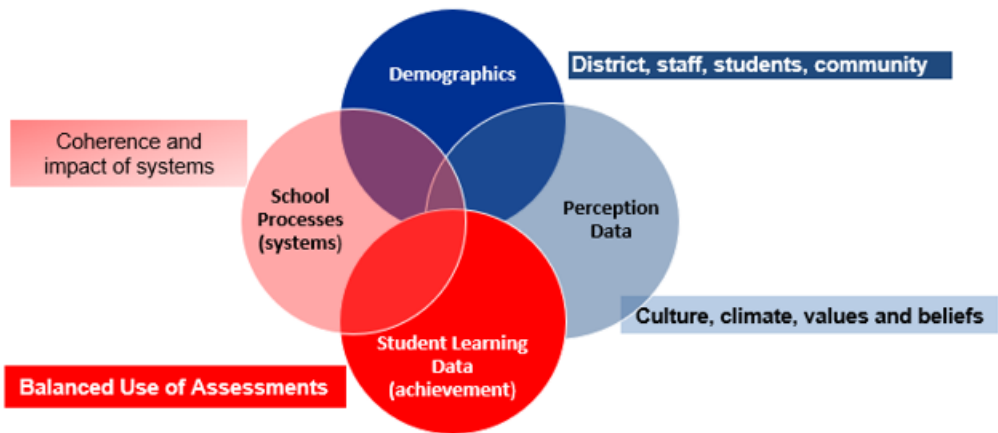 Demographics
District, staff, students, community
Coherence and
impact of systems
School
Processes
(systems)
Perception
Data
Culture, climate, values and beliefs
Student Learning
Data
(achievement)
Balanced Use of Assessments